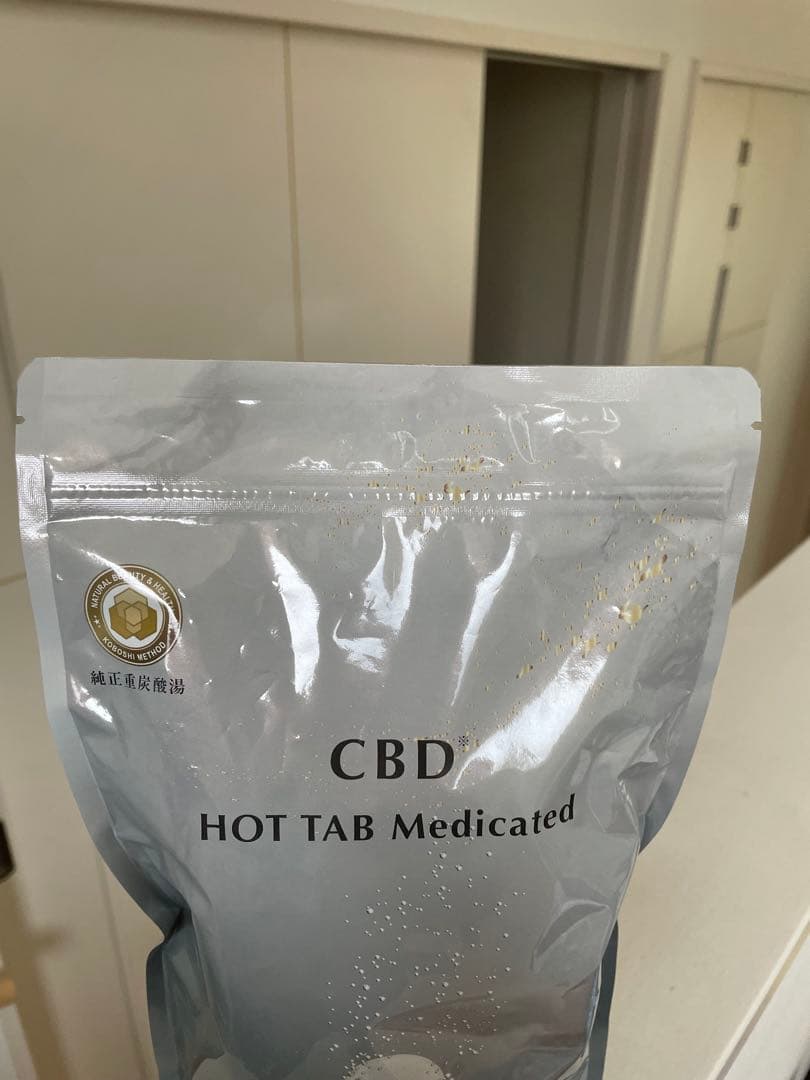 NATURAL BEAUTY & HEALTH
KOBOSHI METHOD
純正重炭酸湯
CBD※
HOT TAB Medicated